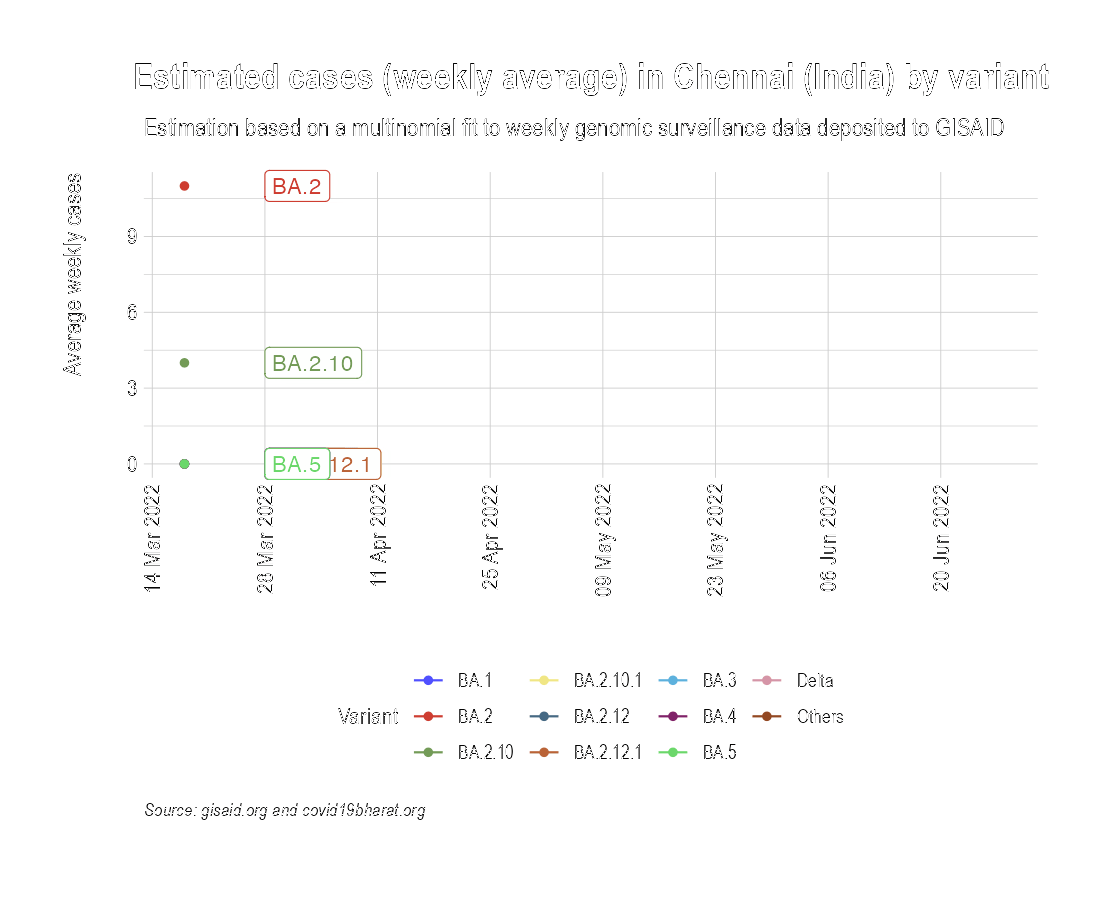 Estimated cases (weekly average) in Chennai (India) by variant
Estimation based on a multinomial fit to weekly genomic surveillance data deposited to GISAID
Average weekly cases
BA.2
9
6
BA.2.10
3
0
BA.5
12.1
14 Mar 2022
28 Mar 2022
11 Apr 2022
25 Apr 2022
09 May 2022
23 May 2022
06 Jun 2022
20 Jun 2022
Variant
BA.1
BA.2
BA.2.10
BA.2.10.1
BA.2.12
BA.2.12.1
BA.3
BA.4
BA.5
Delta
Others
Source: gisaid.org and covid19bharat.org